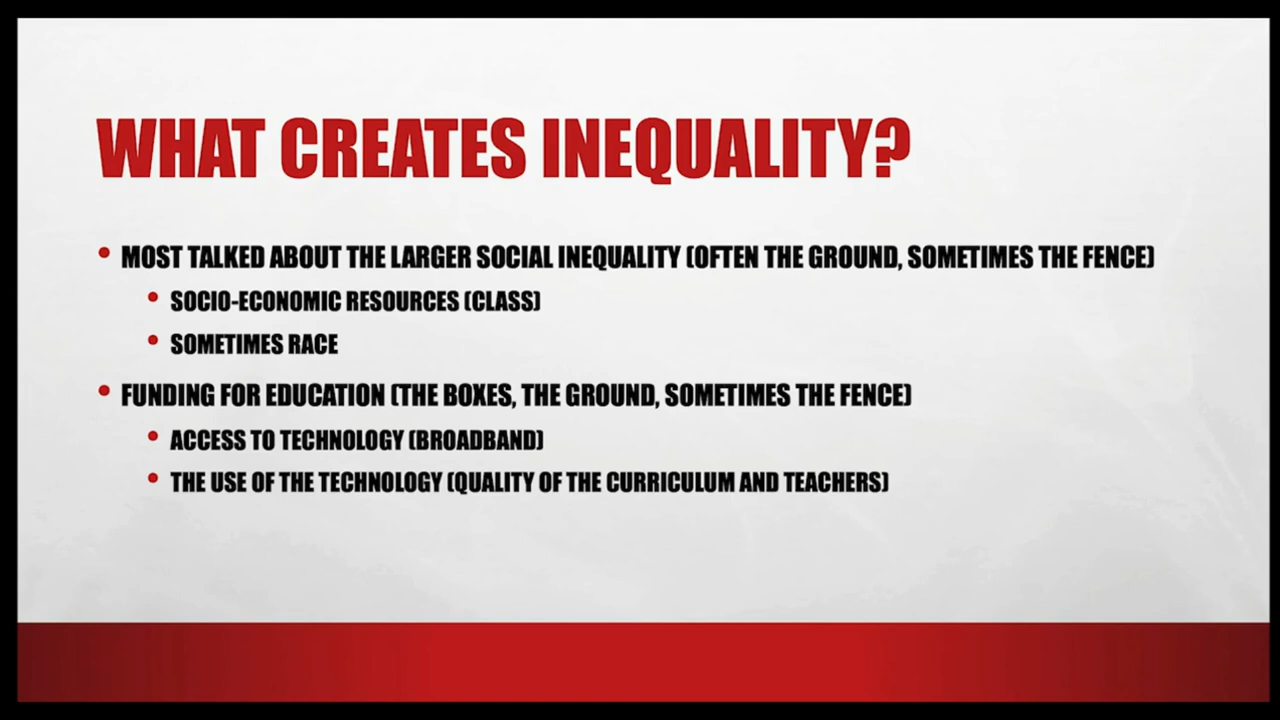 WHAT CREATES INEQUALITY?
• MOST TALKED ABOUT THE LARGER SOCIAL INEQUALITY (OFTEN THE GROUND, SOMETIMES THE FENCE)
• SOCIO-ECONOMIC RESOURCES (CLASS)
• SOMETIMES RACE
• FUNDING FOR EDUCATION (THE BOXES, THE GROUND, SOMETIMES THE FENCE)
• ACCESS TO TECHNOLOGY (BROADBAND)
• THE USE OF THE TECHNOLOGY (QUALITY OF THE CURRICULUM AND TEACHERS)